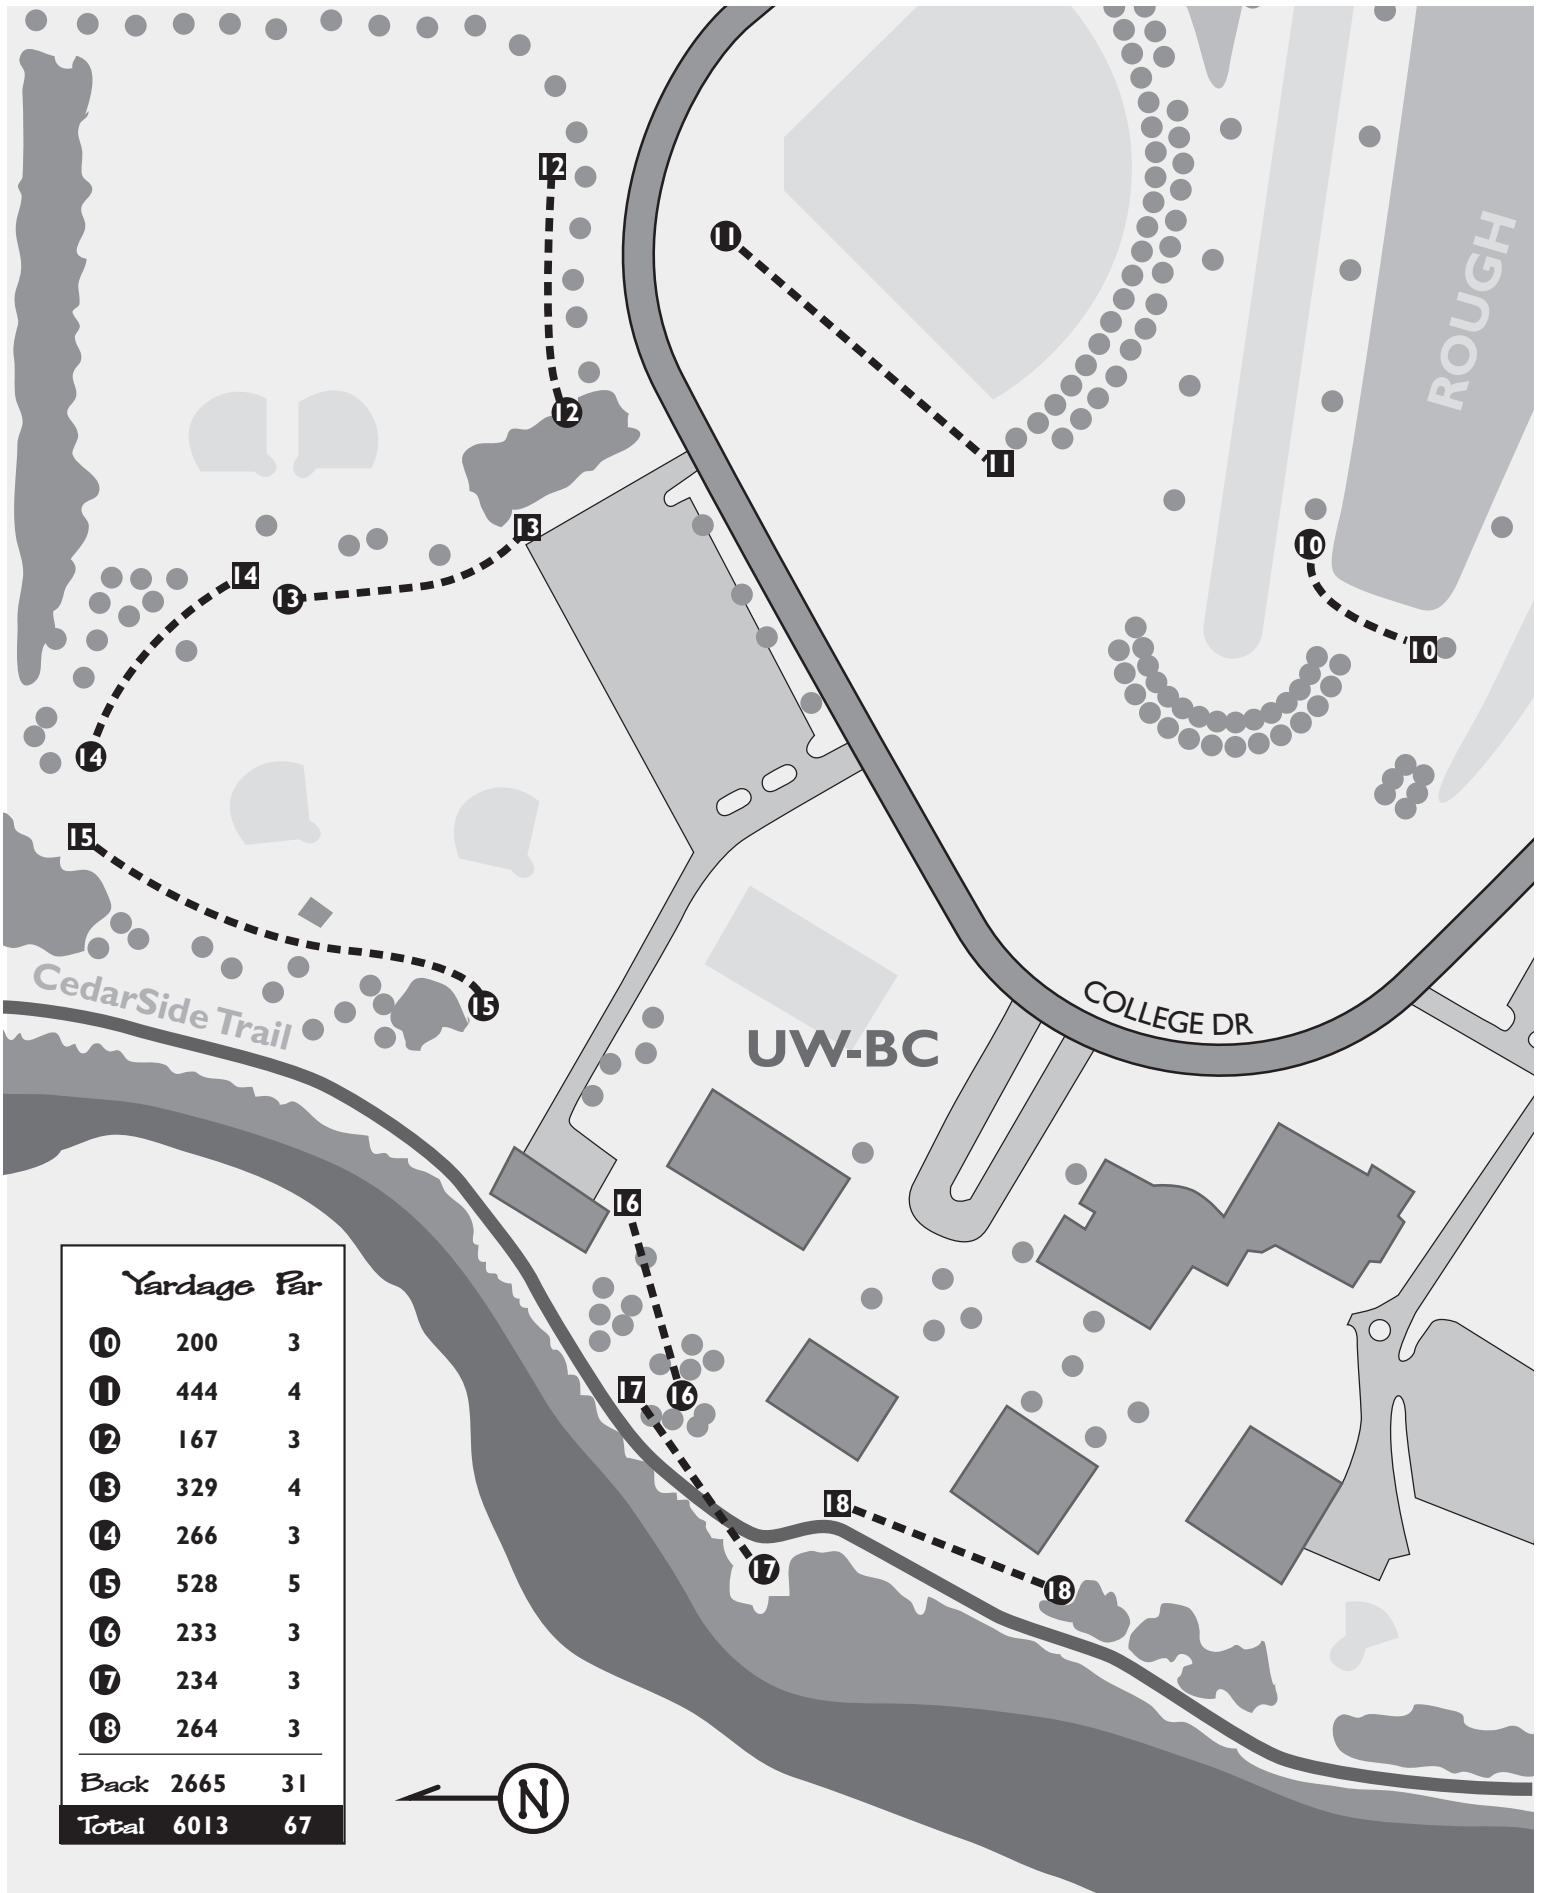 12
11
ROUGH
12
11
13
10
14
13
10
14
15
CedarSide Trail
15
COLLEGE DR
UW-BC
16
17
16
18
17
18
Yardage Par
10 200 3
11 444 4
12 167 3
13 329 4
14 266 3
15 528 5
16 233 3
17 234 3
18 264 3
Back 2665 31
Total 6013 67
N